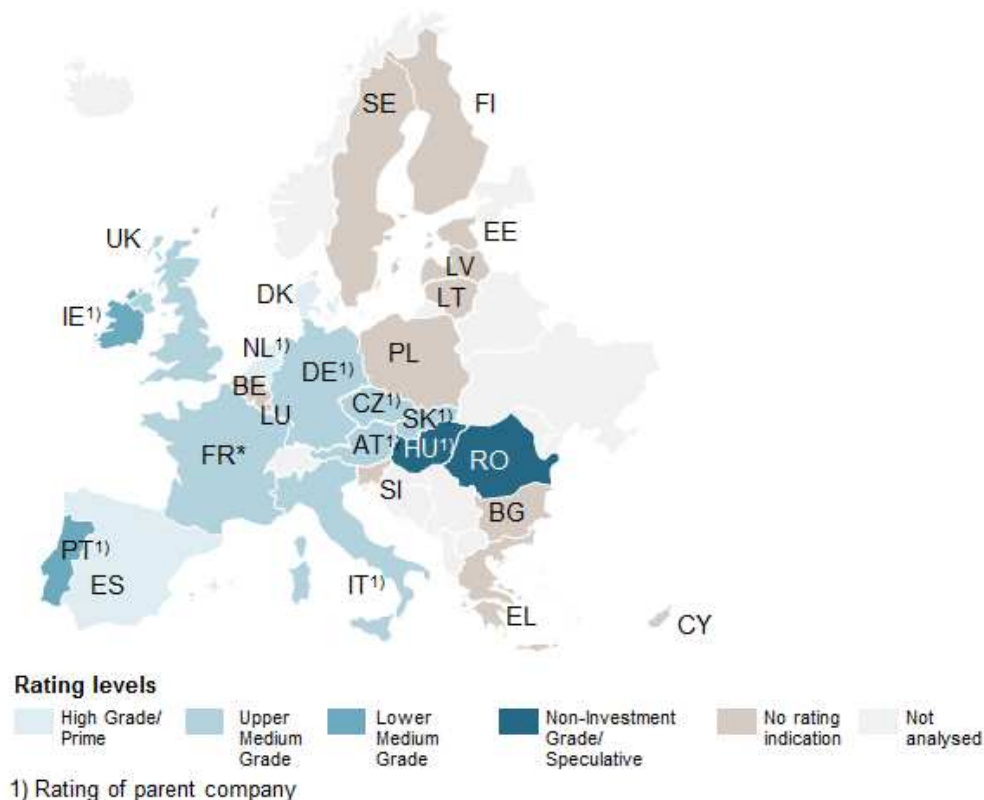 SE
FI
UK
EE
LV
DK
LT
IE¹⁾
NL¹⁾
PL
DE¹⁾
BE
CZ¹⁾
LU
SK¹⁾
AT¹⁾
HU¹⁾
FR*
RO
SI
BG
PT¹⁾
ES
IT¹⁾
EL
CY
Rating levels
High Grade/
Prime
Upper
Medium
Grade
Lower
Medium
Grade
Non-Investment
Grade/
Speculative
No rating
indication
Not
analysed
1) Rating of parent company